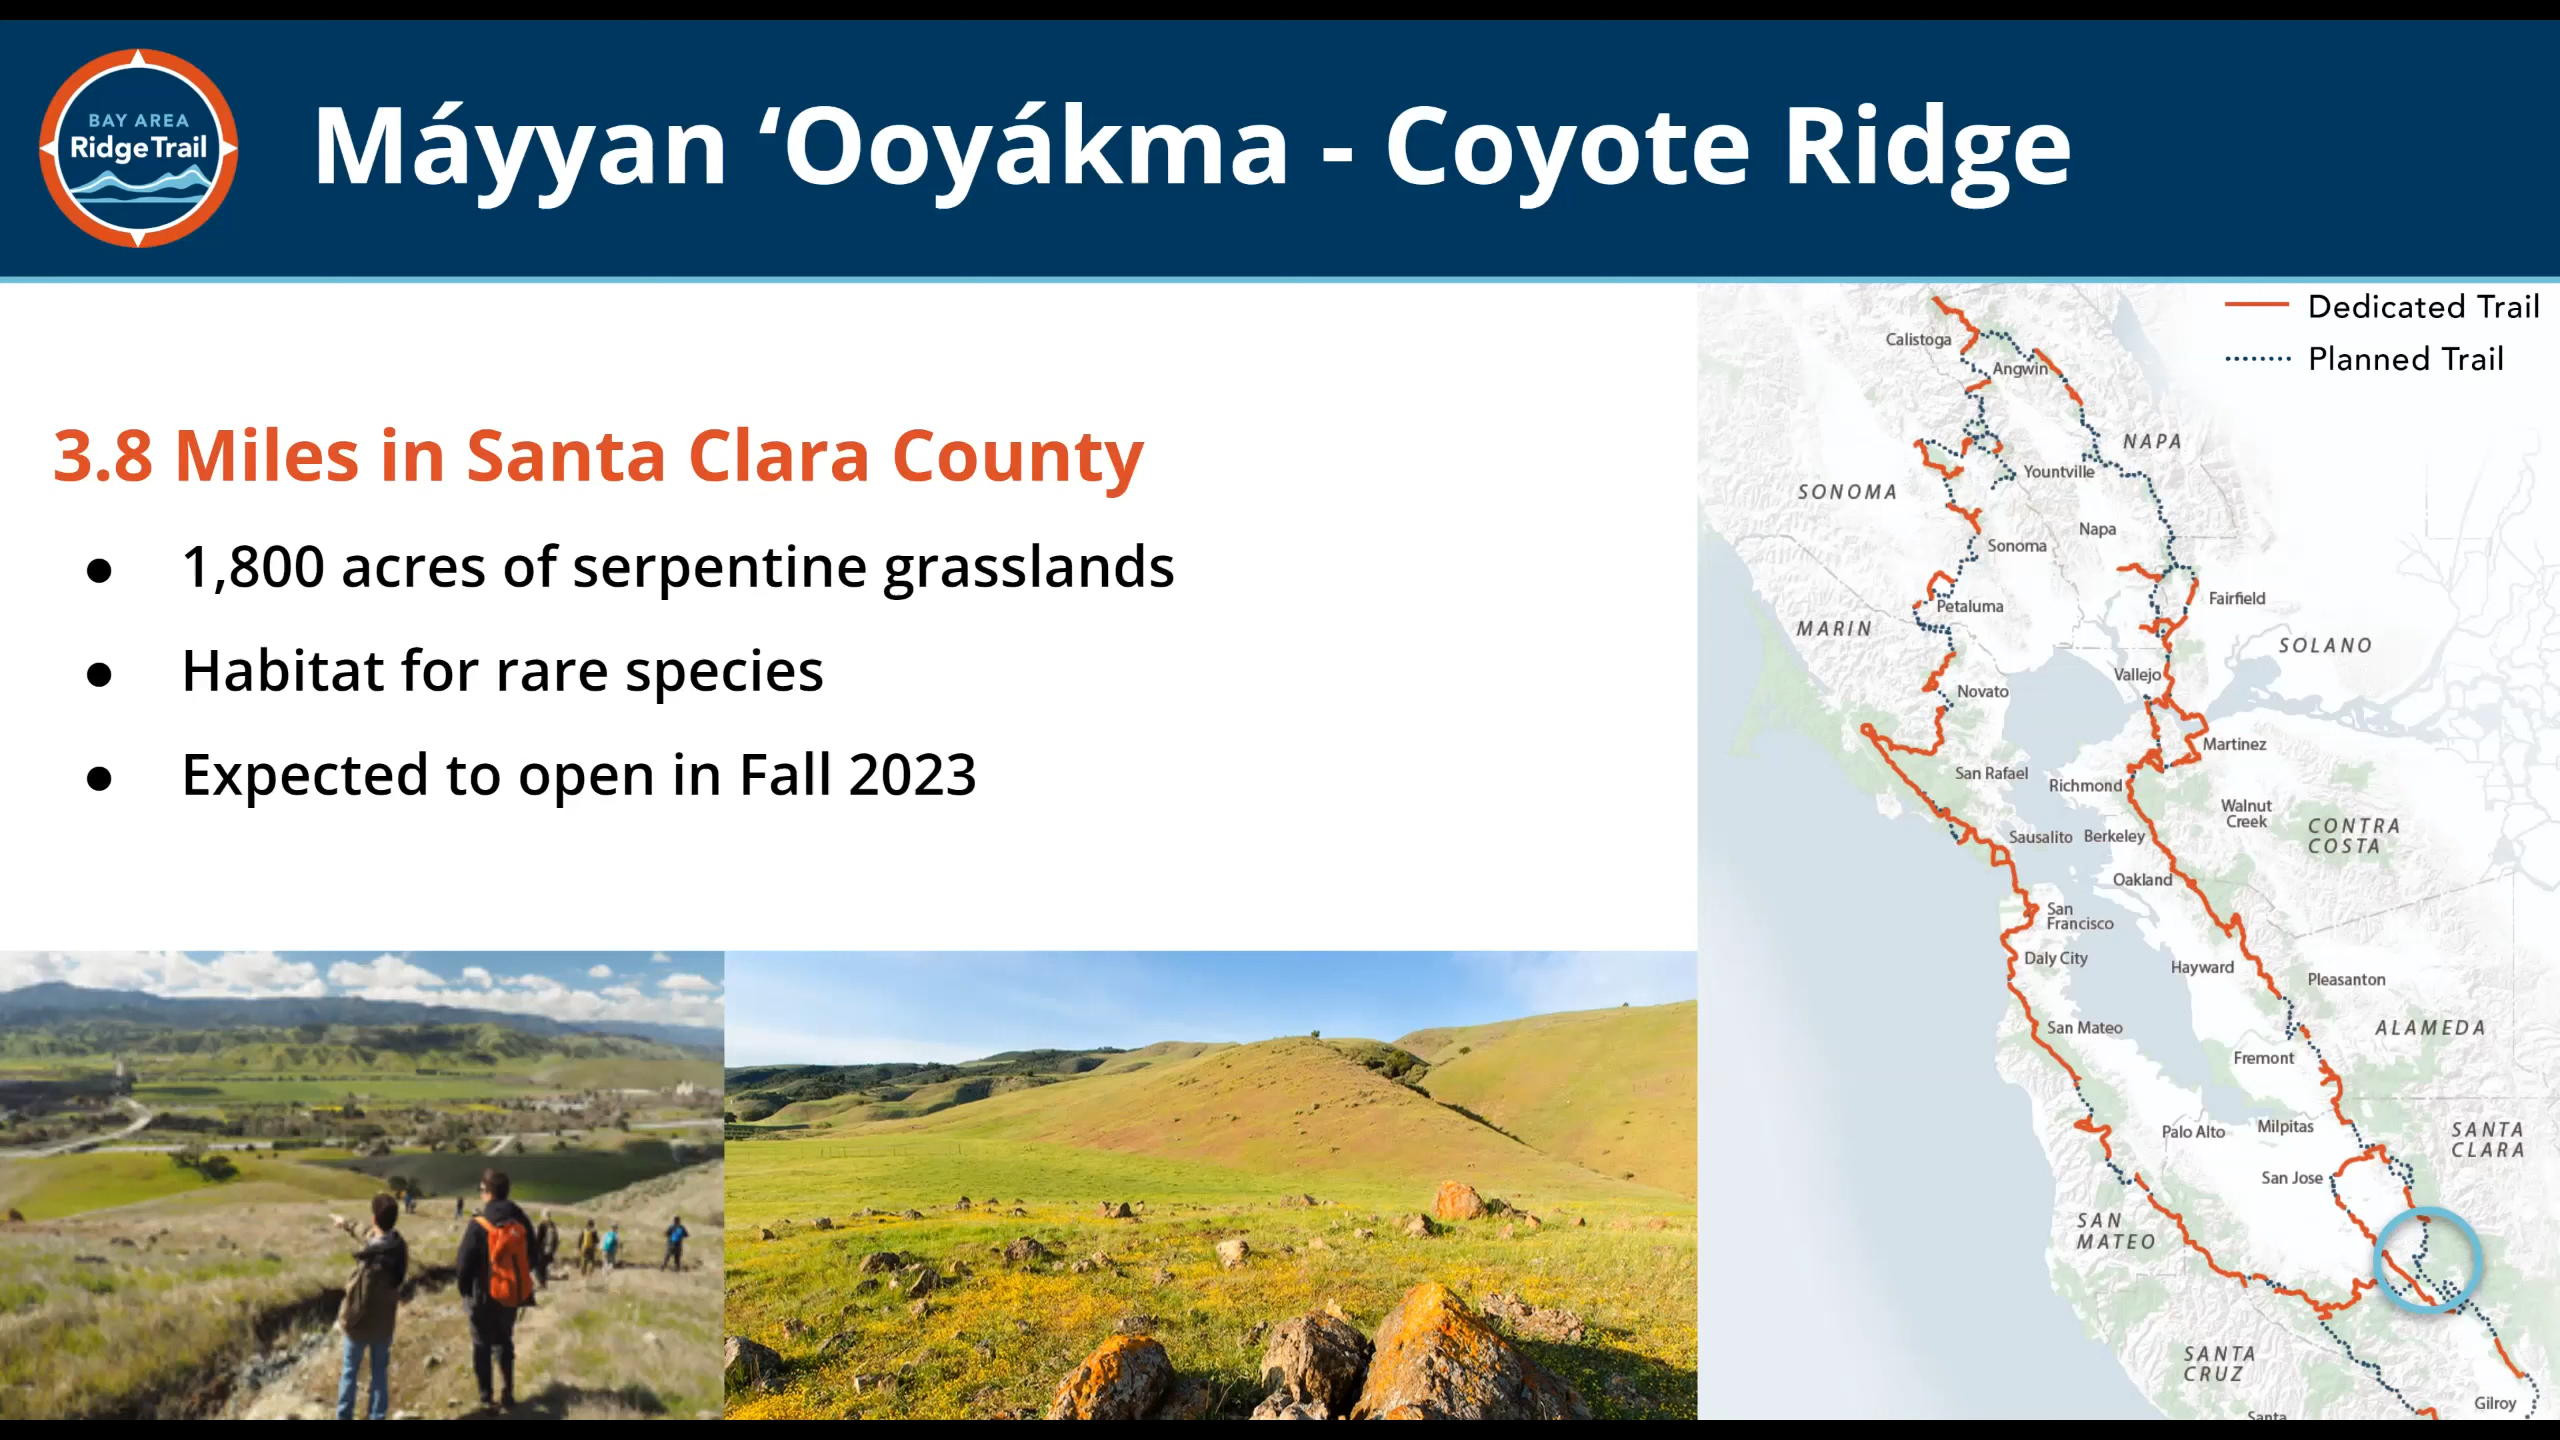 BAY AREA
RidgeTrail
Máyyan ‘Ooyákma - Coyote Ridge
3.8 Miles in Santa Clara County
● 1,800 acres of serpentine grasslands
● Habitat for rare species
● Expected to open in Fall 2023
Dedicated Trail
Planned Trail
Calistoga
Angwin
NAPA
Yountville
SONOMA
Napa
Sonoma
Fairfield
Petaluma
MARIN
SOLANO
Vallejo
Novato
Martinez
San Rafael
Richmond
Walnut
Creek
CONTRA
COSTA
Sausalito
Berkeley
Oakland
San
Francisco
Daly City
Hayward
Pleasanton
San Mateo
ALAMEDA
Fremont
Palo Alto
Milpitas
SANTA
CLARA
San Jose
SAN
MATEO
SANTA
CRUZ
Gilroy
Santa